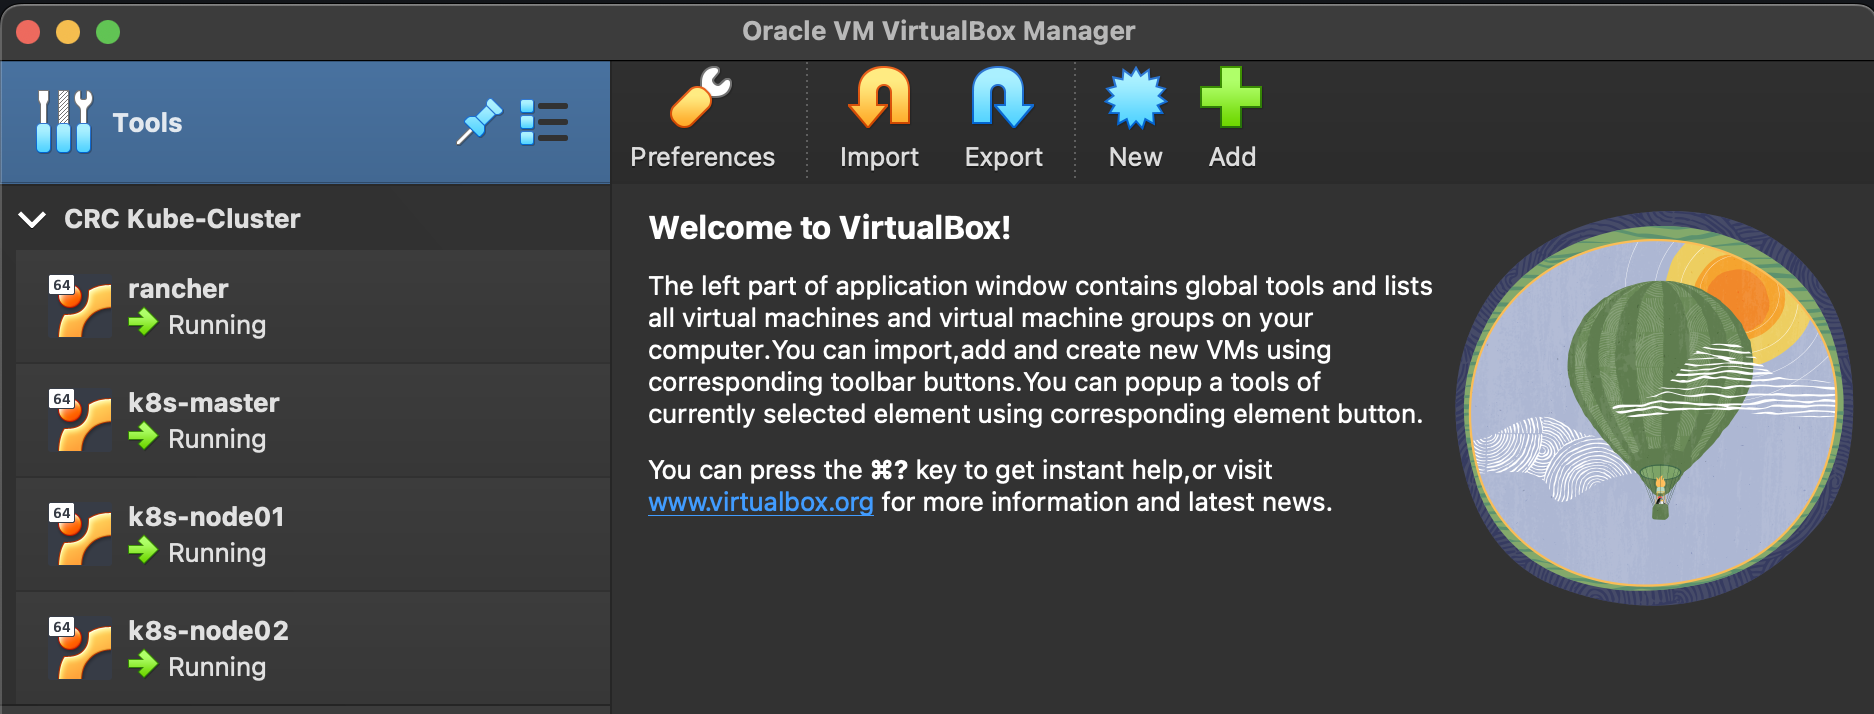 Oracle VM VirtualBox Manager
Tools
Preferences
Import
Export
New
Add
CRC Kube-Cluster
64
rancher
Running
64
k8s-master
Running
64
k8s-node01
Running
64
k8s-node02
Running
Welcome to VirtualBox!
The left part of application window contains global tools and lists
all virtual machines and virtual machine groups on your
computer.You can import,add and create new VMs using
corresponding toolbar buttons.You can popup a tools of
currently selected element using corresponding element button.
You can press the ⌘? key to get instant help,or visit
www.virtualbox.org for more information and latest news.